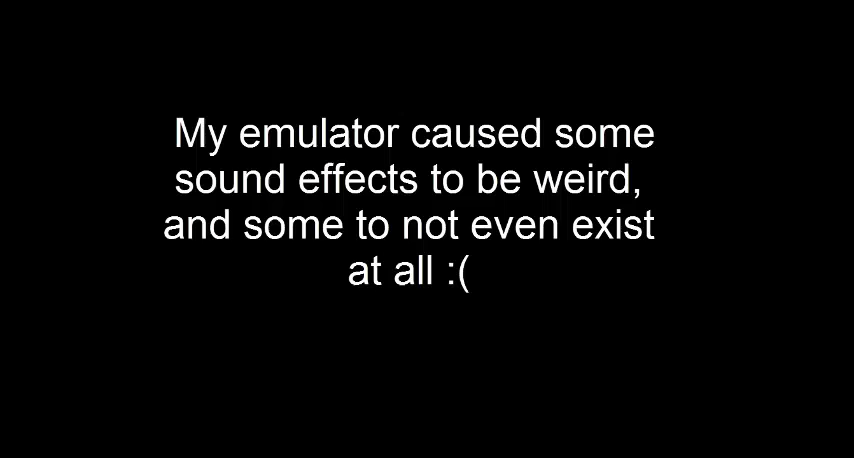 My emulator caused some
sound effects to be weird,
and some to not even exist
at all :(